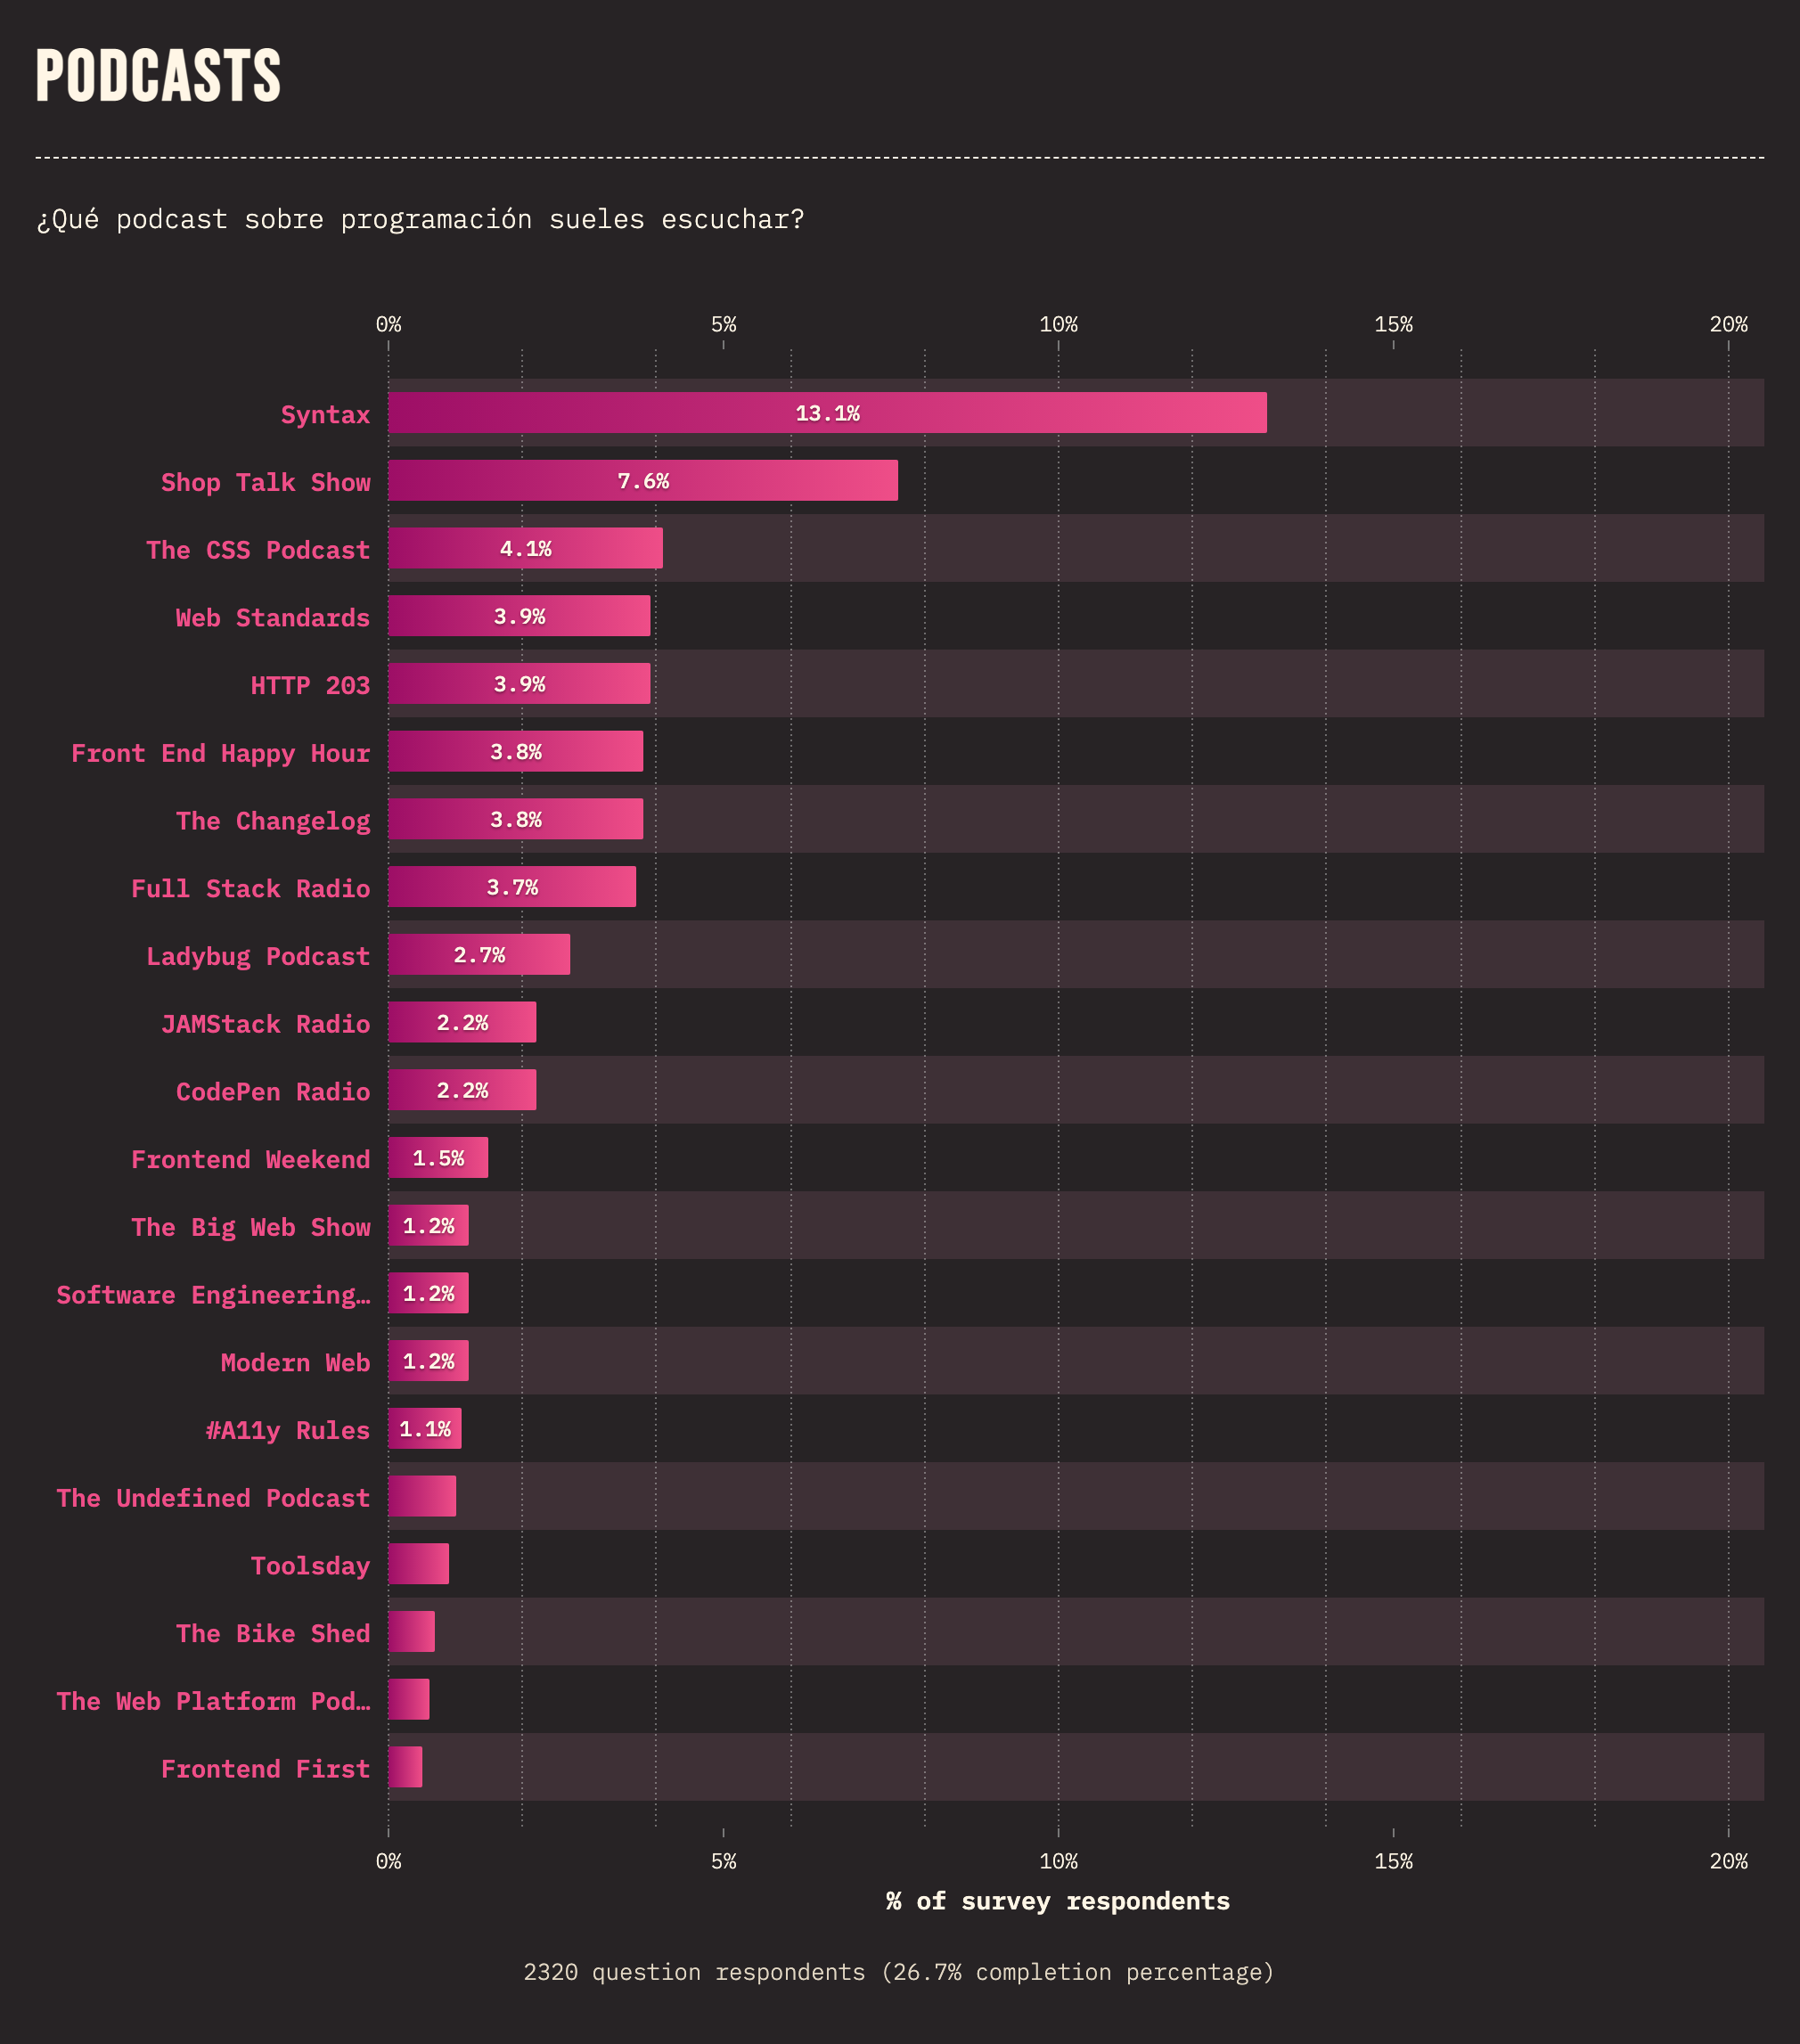 PODCASTS
¿Qué podcast sobre programación sueles escuchar?
0% 5% 10% 15% 20%
Syntax 13.1%
Shop Talk Show 7.6%
The CSS Podcast 4.1%
Web Standards 3.9%
HTTP 203 3.9%
Front End Happy Hour 3.8%
The Changelog 3.8%
Full Stack Radio 3.7%
Ladybug Podcast 2.7%
JAMStack Radio 2.2%
CodePen Radio 2.2%
Frontend Weekend 1.5%
The Big Web Show 1.2%
Software Engineering… 1.2%
Modern Web 1.2%
#A11y Rules 1.1%
The Undefined Podcast
Toolsday
The Bike Shed
The Web Platform Pod…
Frontend First
0% 5% 10% 15% 20%
% of survey respondents
2320 question respondents (26.7% completion percentage)